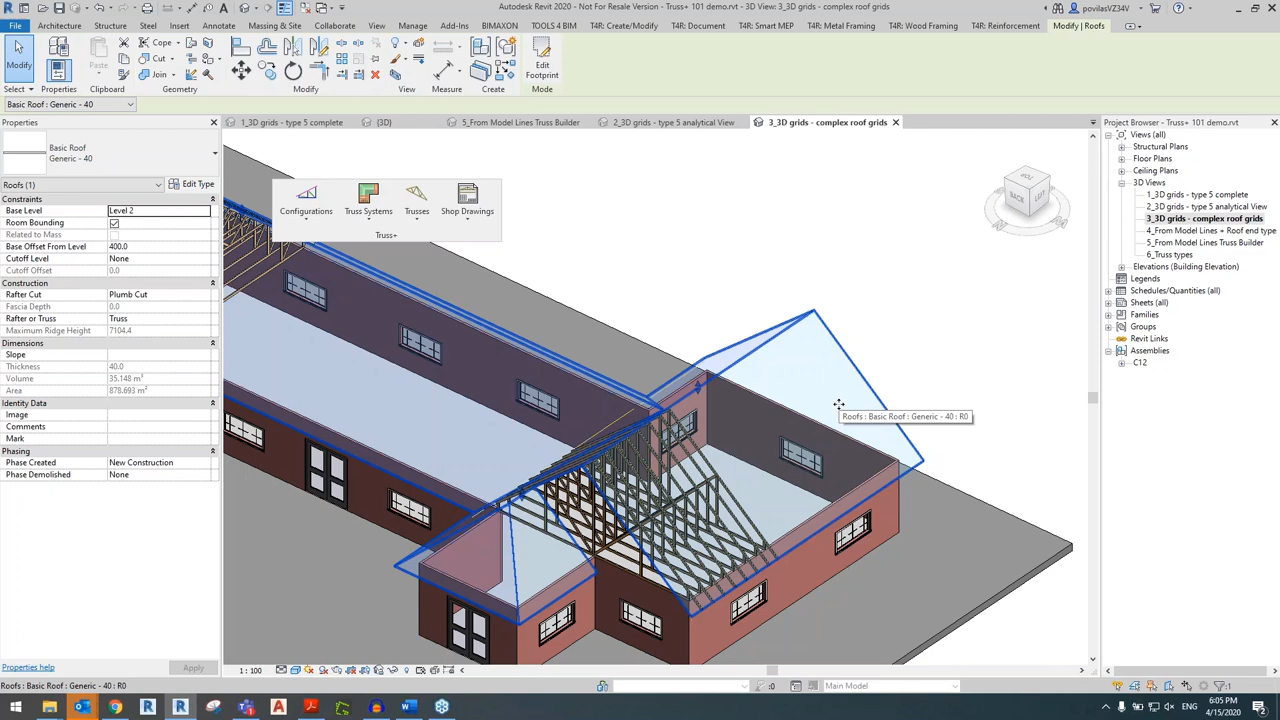 Autodesk Revit 2020 - Not For Resale Version - Truss+ 101 demo.rvt - 3D View: 3_3D grids - complex roof grids
povilasVZ34V
File Architecture Structure Steel Systems Insert Annotate Analyze Massing & Site Collaborate View Manage Add-Ins BIMAXON TOOLS 4 BIM T4R: Create/Modify T4R: Document T4R: Smart MEP T4R: Metal Framing T4R: Wood Framing T4R: Reinforcement Modify | Roofs
Modify
Paste
Cope
Cut
Join
Edit
Footprint
Select Properties Clipboard Geometry Modify View Measure Create Mode
Basic Roof : Generic - 40
Properties
Basic Roof
Generic - 40
Roofs (1) Edit Type
Constraints
Base Level Level 2
Room Bounding
Related to Mass
Base Offset From Level 400.0
Cutoff Level None
Cutoff Offset 0.0
Construction
Rafter Cut Plumb Cut
Fascia Depth 0.0
Rafter or Truss Truss
Maximum Ridge Height 7104.4
Dimensions
Slope
Thickness 40.0
Volume 35.148 m³
Area 878.693 m²
Identity Data
Image
Comments
Mark
Phasing
Phase Created New Construction
Phase Demolished None
Properties help Apply
1_3D grids - type 5 complete {3D} 5_From Model Lines Truss Builder 2_3D grids - type 5 analytical View 3_3D grids - complex roof grids
Configurations Truss Systems Trusses Shop Drawings
Truss+
BACK LEFT
Roofs : Basic Roof : Generic - 40 : R0
Project Browser - Truss+ 101 demo.rvt
Views (all)
Structural Plans
Floor Plans
Ceiling Plans
3D Views
1_3D grids - type 5 complete
2_3D grids - type 5 analytical View
3_3D grids - complex roof grids
4_From Model Lines + Roof end type
5_From Model Lines Truss Builder
6_Truss types
Elevations (Building Elevation)
Legends
Schedules/Quantities (all)
Sheets (all)
Families
Groups
Revit Links
Assemblies
C12
1 : 100
Roofs : Basic Roof : Generic - 40 : R0
:0
Main Model
:1
ENG
6:05 PM
4/15/2020